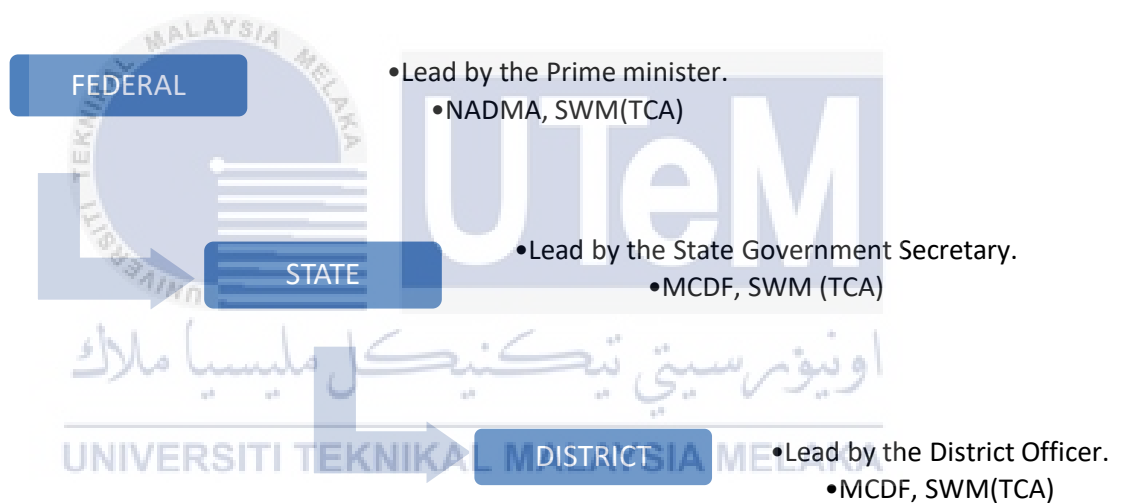 FEDERAL
•Lead by the Prime minister.
•NADMA, SWM(TCA)
STATE
•Lead by the State Government Secretary.
•MCDF, SWM (TCA)
DISTRICT
•Lead by the District Officer.
•MCDF, SWM(TCA)
UNIVERSITI TEKNIKAL MALAYSIA MELAKA
UTeM
اونيۏرسيتي تيكنيكل مليسيا ملاك
UNIVERSITI TEKNIKAL MALAYSIA MELAKA